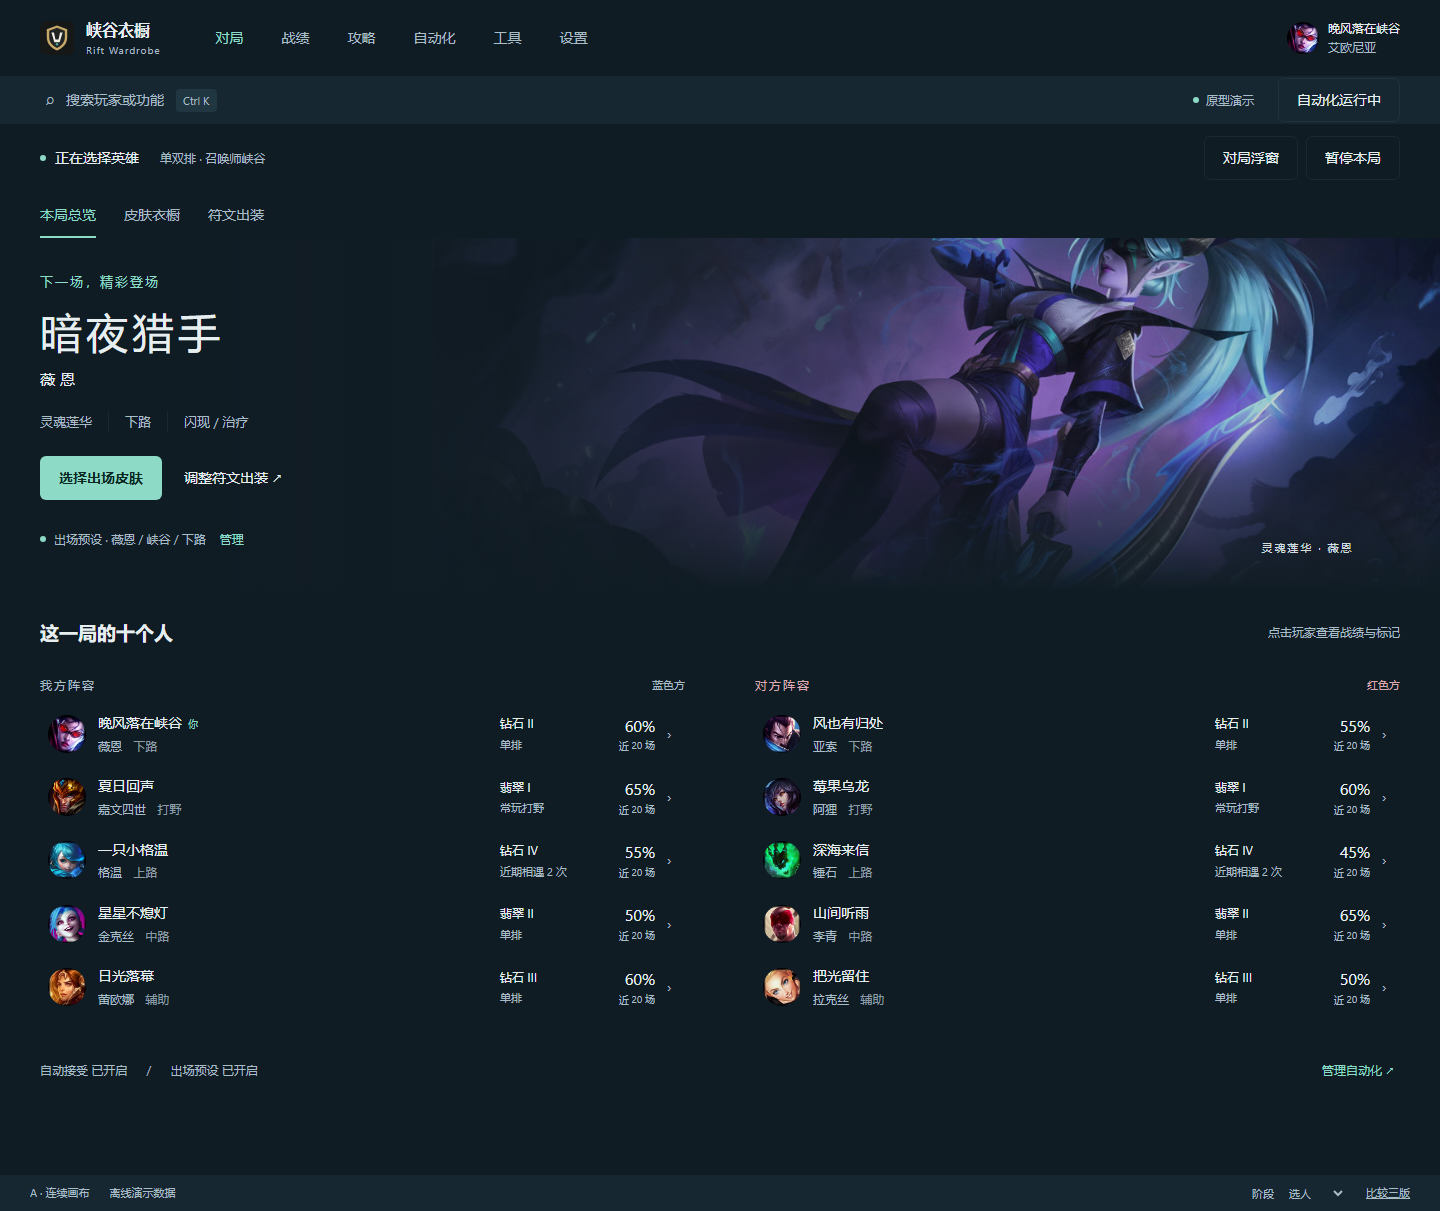 峡谷衣橱
Rift Wardrobe
对局 战绩 攻略 自动化 工具 设置
晚风落在峡谷
艾欧尼亚
搜索玩家或功能 Ctrl K
原型演示 自动化运行中
正在选择英雄 单双排 · 召唤师峡谷
对局浮窗 暂停本局
本局总览 皮肤衣橱 符文出装
下一场，精彩登场
暗夜猎手
薇恩
灵魂莲华 下路 闪现 / 治疗
选择出场皮肤 调整符文出装 ↗
出场预设 · 薇恩 / 峡谷 / 下路 管理
灵魂莲华 · 薇恩
这一局的十个人
点击玩家查看战绩与标记
我方阵容 蓝色方
晚风落在峡谷 你 钻石 II 60%
薇恩 下路 单排 近 20 场
夏日回声 翡翠 I 65%
嘉文四世 打野 常玩打野 近 20 场
一只小格温 钻石 IV 55%
格温 上路 近期相遇 2 次 近 20 场
星星不熄灯 翡翠 II 50%
金克丝 中路 单排 近 20 场
日光落幕 钻石 III 60%
蕾欧娜 辅助 单排 近 20 场
对方阵容 红色方
风也有归处 钻石 II 55%
亚索 下路 单排 近 20 场
莓果乌龙 翡翠 I 60%
阿狸 打野 常玩打野 近 20 场
深海来信 钻石 IV 45%
锤石 上路 近期相遇 2 次 近 20 场
山间听雨 翡翠 II 65%
李青 中路 单排 近 20 场
把光留住 钻石 III 50%
拉克丝 辅助 单排 近 20 场
自动接受 已开启 / 出场预设 已开启
管理自动化 ↗
A · 连续画布 离线演示数据
阶段 选人 比较三版